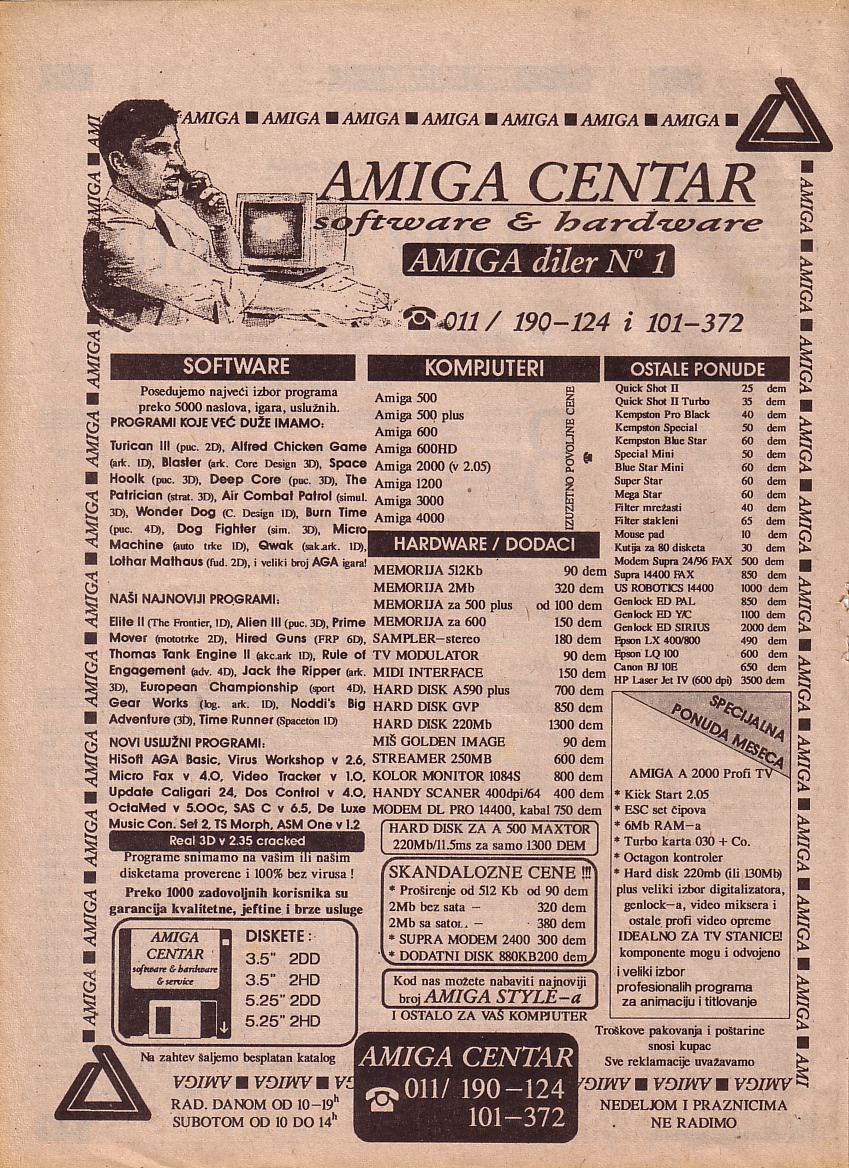 AMIGA ■ AMIGA ■ AMIGA ■ AMIGA ■ AMIGA ■ AMIGA ■ AMIGA ■
AMIGA CENTAR
software & hardware
AMIGA diler Nº 1
☎ 011/ 190-124 i 101-372
SOFTWARE
Posedujemo najveći izbor programa
preko 5000 naslova, igara, uslužnih.
PROGRAMI KOJE VEĆ DUŽE IMAMO:
Turican III (puc. 2D), Alfred Chicken Game
(ark. 1D), Blaster (ark. Core Design 3D), Space
Hoolk (puc. 3D), Deep Core (puc. 3D), The
Patrician (strat. 3D), Air Combat Patrol (simul.
3D), Wonder Dog (C. Design 1D), Burn Time
(puc. 4D), Dog Fighter (sim. 3D), Micro
Machine (auto trke 1D), Qwak (sak.ark. 1D),
Lothar Mathaus (fud. 2D), i veliki broj AGA igara!
NAŠI NAJNOVIJI PROGRAMI:
Elite II (The Frontier, 1D), Alien III (puc. 3D), Prime
Mover (mototrke 2D), Hired Guns (FRP 6D),
Thomas Tank Engine II (akc.ark 1D), Rule of
Engagement (adv. 4D), Jack the Ripper (ark.
3D), European Championship (sport 4D),
Gear Works (log. ark. 1D), Noddi's Big
Adventure (3D), Time Runner (Spaceton 1D)
NOVI USLUŽNI PROGRAMI:
HiSoft AGA Basic, Virus Workshop v 2.6,
Micro Fax v 4.0, Video Tracker v 1.0,
Update Caligari 24, Dos Control v 4.0,
OctaMed v 5.00c, SAS C v 6.5, De Luxe
Music Con. Set 2, TS Morph, ASM One v 1.2
Real 3D v 2.35 cracked
Programe snimamo na vašim ili našim
disketama proverene i 100% bez virusa !
Preko 1000 zadovoljnih korisnika su
garancija kvalitetne, jeftine i brze usluge
AMIGA
CENTAR
software & hardware
& service
DISKETE :
3.5" 2DD
3.5" 2HD
5.25" 2DD
5.25" 2HD
Na zahtev šaljemo besplatan katalog
KOMPJUTERI
Amiga 500
Amiga 500 plus
Amiga 600
Amiga 600HD
Amiga 2000 (v 2.05)
Amiga 1200
Amiga 3000
Amiga 4000
IZUZETNO POVOLJNE CENE
HARDWARE / DODACI
MEMORIJA 512Kb 90 dem
MEMORIJA 2Mb 320 dem
MEMORIJA za 500 plus od 100 dem
MEMORIJA za 600 150 dem
SAMPLER-stereo 180 dem
TV MODULATOR 90 dem
MIDI INTERFACE 150 dem
HARD DISK A590 plus 700 dem
HARD DISK GVP 850 dem
HARD DISK 220Mb 1300 dem
MIŠ GOLDEN IMAGE 90 dem
STREAMER 250MB 600 dem
KOLOR MONITOR 1084S 800 dem
HANDY SCANER 400dpi/64 400 dem
MODEM DL PRO 14400, kabal 750 dem
HARD DISK ZA A 500 MAXTOR
220Mb/11.5ms za samo 1300 DEM
SKANDALOZNE CENE !!!
* Proširenje od 512 Kb od 90 dem
2Mb bez sata - 320 dem
2Mb sa satom - 380 dem
* SUPRA MODEM 2400 300 dem
* DODATNI DISK 880KB200 dem
Kod nas možete nabaviti najnoviji
broj AMIGA STYLE-a
I OSTALO ZA VAŠ KOMPJUTER
OSTALE PONUDE
Quick Shot II 25 dem
Quick Shot II Turbo 35 dem
Kempston Pro Black 40 dem
Kempston Special 50 dem
Kempston Blue Star 60 dem
Special Mini 50 dem
Blue Star Mini 60 dem
Super Star 60 dem
Mega Star 60 dem
Filter mrežasti 40 dem
Filter stakleni 65 dem
Mouse pad 10 dem
Kutija za 80 disketa 30 dem
Modem Supra 24/96 FAX 500 dem
Supra 14400 FAX 850 dem
US ROBOTICS 14400 1000 dem
Genlock ED PAL 850 dem
Genlock ED Y/C 1100 dem
Genlock ED SIRIUS 2000 dem
Epson LX 400/800 490 dem
Epson LQ 100 600 dem
Canon BJ 10E 650 dem
HP Laser Jet IV (600 dpi) 3500 dem
SPECIJALNA
PONUDA MESECA
AMIGA A 2000 Profi TV
* Kick Start 2.05
* ESC set čipova
* 6Mb RAM-a
* Turbo karta 030 + Co.
* Octagon kontroler
* Hard disk 220mb (ili 130Mb)
plus veliki izbor digitalizatora,
genlock-a, video miksera i
ostale profi video opreme
IDEALNO ZA TV STANICE!
komponente mogu i odvojeno
i veliki izbor
profesionalnih programa
za animaciju i titlovanje
Troškove pakovanja i poštarine
snosi kupac
Sve reklamacije uvažavamo
AMIGA ■ AMIGA ■ AMIGA
RAD. DANOM OD 10-19h
SUBOTOM OD 10 DO 14h
AMIGA CENTAR
☎ 011/ 190-124
101-372
AMIGA ■ AMIGA ■ AMIGA
NEDELJOM I PRAZNICIMA
NE RADIMO